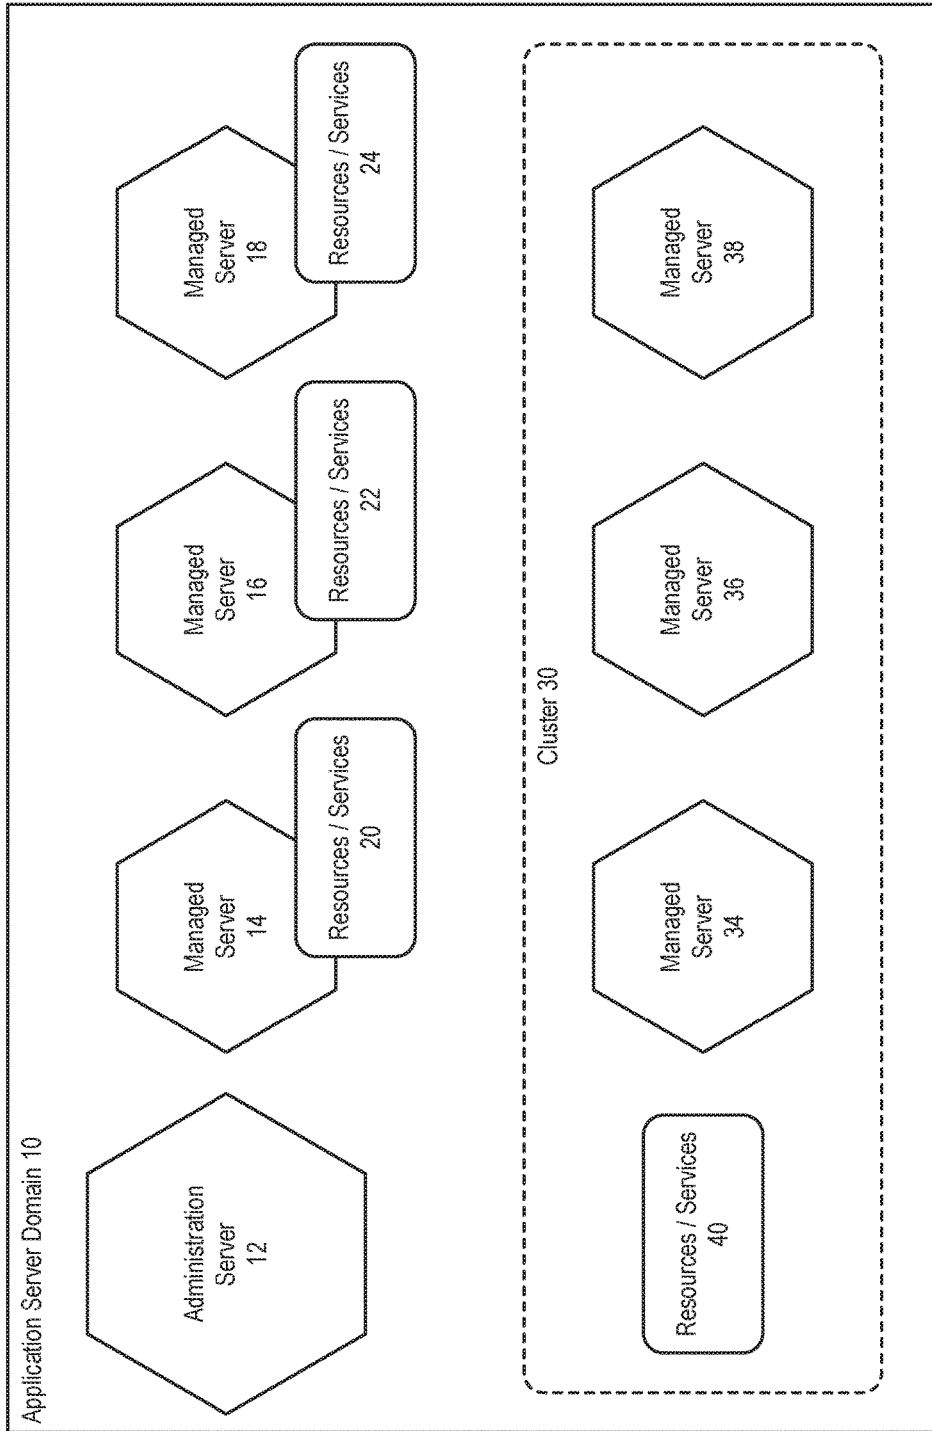 Application Server Domain 10
Administration
Server
12
Managed
Server
14
Resources / Services
20
Managed
Server
16
Resources / Services
22
Managed
Server
18
Resources / Services
24
Cluster 30
Resources / Services
40
Managed
Server
34
Managed
Server
36
Managed
Server
38